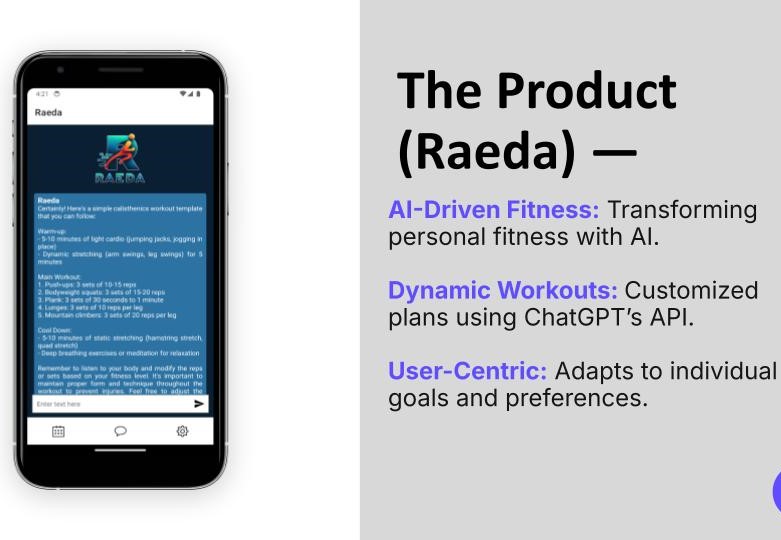 4:21
Raeda
RAEDA
Raeda
Certainly! Here's a simple calisthenics workout template
that you can follow:
Warm-up:
- 5-10 minutes of light cardio (jumping jacks, jogging in
place)
- Dynamic stretching (arm swings, leg swings) for 5
minutes
Main Workout:
1. Push-ups: 3 sets of 10-15 reps
2. Bodyweight squats: 3 sets of 15-20 reps
3. Plank: 3 sets of 30 seconds to 1 minute
4. Lunges: 3 sets of 10 reps per leg
5. Mountain climbers: 3 sets of 20 reps per leg
Cool Down:
- 5-10 minutes of static stretching (hamstring stretch,
quad stretch)
- Deep breathing exercises or meditation for relaxation
Remember to listen to your body and modify the reps
or sets based on your fitness level. It's important to
maintain proper form and technique throughout the
workout to prevent injuries. Feel free to adjust the
Enter text here
The Product
(Raeda) —
AI-Driven Fitness: Transforming
personal fitness with AI.
Dynamic Workouts: Customized
plans using ChatGPT’s API.
User-Centric: Adapts to individual
goals and preferences.